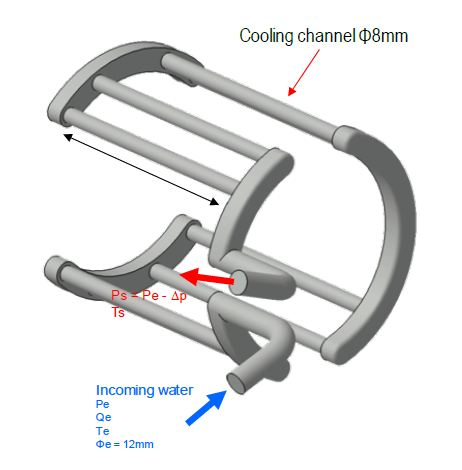 Cooling channel Φ8mm
Ps = Pe - Δp
Ts
Incoming water
Pe
Qe
Te
Φe = 12mm